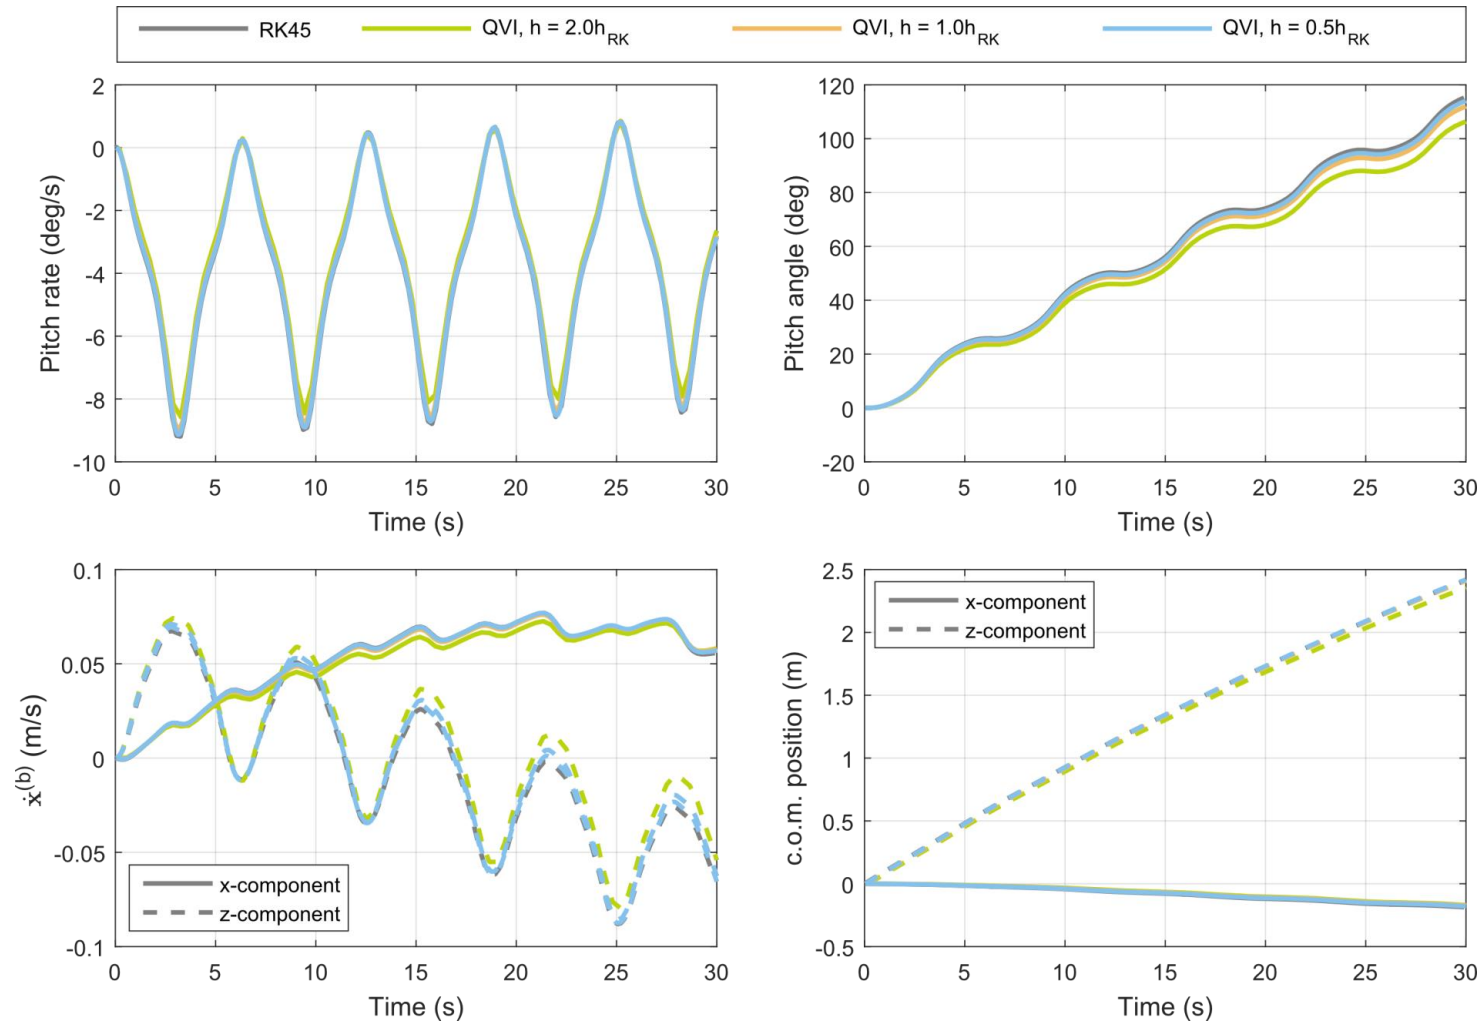 RK45 QVI, h = 2.0h_RK QVI, h = 1.0h_RK QVI, h = 0.5h_RK
2
0
-2
-4
-6
-8
-10
Pitch rate (deg/s)
0 5 10 15 20 25 30
Time (s)
120
100
80
60
40
20
0
-20
Pitch angle (deg)
0 5 10 15 20 25 30
Time (s)
0.1
0.05
0
-0.05
-0.1
ẋ^(b) (m/s)
x-component
z-component
0 5 10 15 20 25 30
Time (s)
2.5
2
1.5
1
0.5
0
-0.5
c.o.m. position (m)
x-component
z-component
0 5 10 15 20 25 30
Time (s)